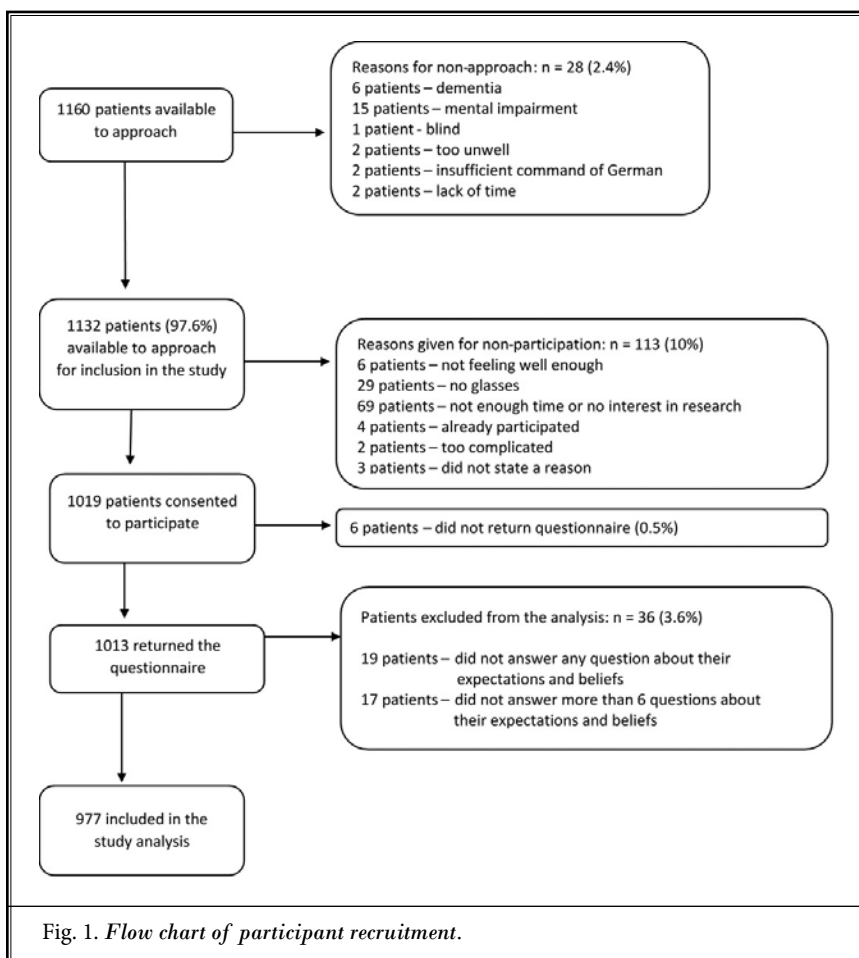 1160 patients available
to approach
Reasons for non-approach: n = 28 (2.4%)
6 patients – dementia
15 patients – mental impairment
1 patient - blind
2 patients – too unwell
2 patients – insufficient command of German
2 patients – lack of time
1132 patients (97.6%)
available to approach
for inclusion in the study
Reasons given for non-participation: n = 113 (10%)
6 patients – not feeling well enough
29 patients – no glasses
69 patients – not enough time or no interest in research
4 patients – already participated
2 patients – too complicated
3 patients – did not state a reason
1019 patients consented
to participate
6 patients – did not return questionnaire (0.5%)
1013 returned the
questionnaire
Patients excluded from the analysis: n = 36 (3.6%)
19 patients – did not answer any question about their
expectations and beliefs
17 patients – did not answer more than 6 questions about
their expectations and beliefs
977 included in the
study analysis
Fig. 1. Flow chart of participant recruitment.